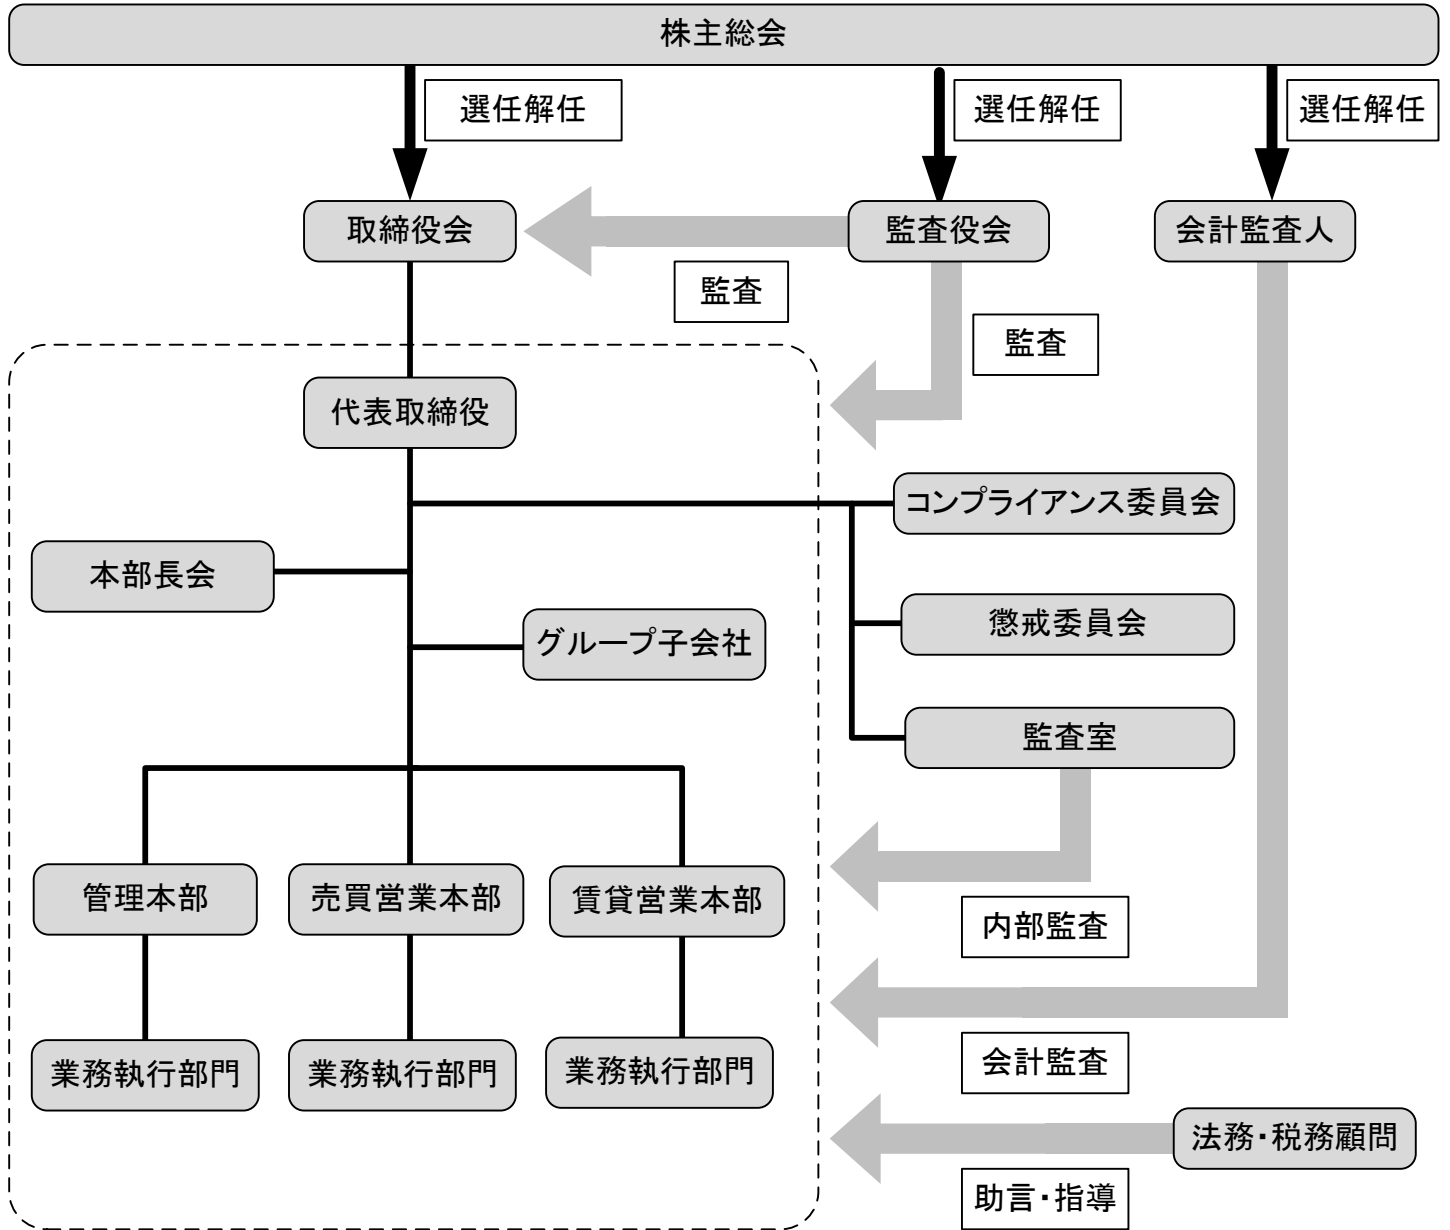 株主総会
選任解任
選任解任
選任解任
取締役会
監査役会
会計監査人
監査
監査
代表取締役
コンプライアンス委員会
本部長会
懲戒委員会
グループ子会社
監査室
管理本部
売買営業本部
賃貸営業本部
内部監査
業務執行部門
業務執行部門
業務執行部門
会計監査
法務・税務顧問
助言・指導